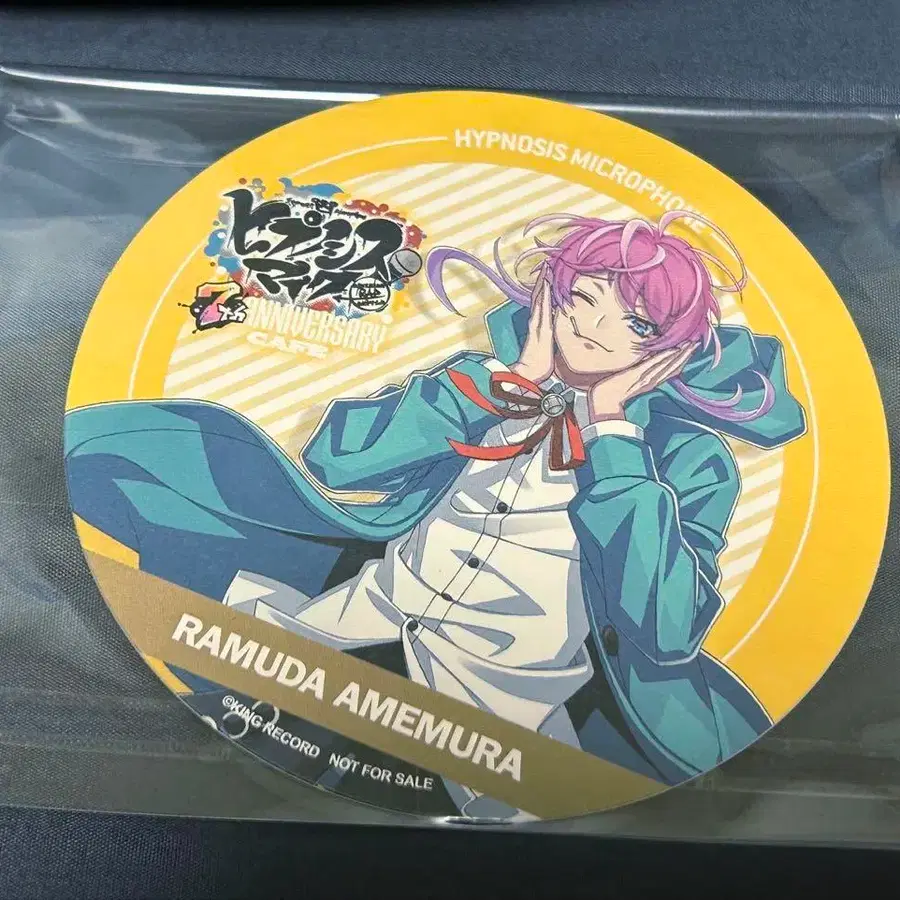 HYPNOSIS MICROPHONE
ヒプノシス
マイク
7th
ANNIVERSARY
CAFE
RAMUDA AMEMURA
©KING RECORD NOT FOR SALE